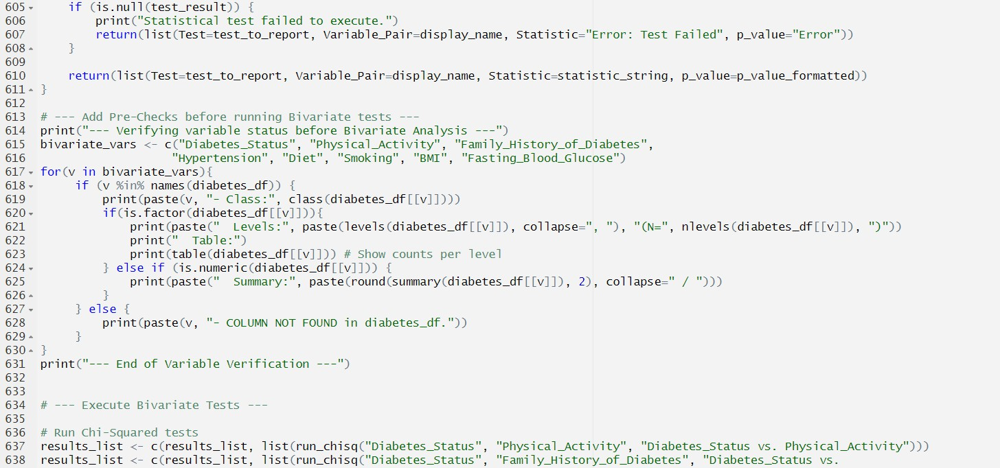 605     if (is.null(test_result)) {
606         print("Statistical test failed to execute.")
607         return(list(Test=test_to_report, Variable_Pair=display_name, Statistic="Error: Test Failed", p_value="Error"))
608     }
609
610     return(list(Test=test_to_report, Variable_Pair=display_name, Statistic=statistic_string, p_value=p_value_formatted))
611 }
612
613 # --- Add Pre-Checks before running Bivariate tests ---
614 print("--- Verifying variable status before Bivariate Analysis ---")
615 bivariate_vars <- c("Diabetes_Status", "Physical_Activity", "Family_History_of_Diabetes",
616                    "Hypertension", "Diet", "Smoking", "BMI", "Fasting_Blood_Glucose")
617 for(v in bivariate_vars){
618      if (v %in% names(diabetes_df)) {
619          print(paste(v, "- Class:", class(diabetes_df[[v]])))
620          if(is.factor(diabetes_df[[v]])){
621              print(paste("  Levels:", paste(levels(diabetes_df[[v]]), collapse=", "), "(N=", nlevels(diabetes_df[[v]]), ")"))
622              print("  Table:")
623              print(table(diabetes_df[[v]])) # Show counts per level
624          } else if (is.numeric(diabetes_df[[v]])) {
625              print(paste("  Summary:", paste(round(summary(diabetes_df[[v]]), 2), collapse=" / ")))
626          }
627      } else {
628          print(paste(v, "- COLUMN NOT FOUND in diabetes_df."))
629      }
630 }
631 print("--- End of Variable Verification ---")
632
633
634 # --- Execute Bivariate Tests ---
635
636 # Run Chi-Squared tests
637 results_list <- c(results_list, list(run_chisq("Diabetes_Status", "Physical_Activity", "Diabetes_Status vs. Physical_Activity")))
638 results_list <- c(results_list, list(run_chisq("Diabetes_Status", "Family_History_of_Diabetes", "Diabetes_Status vs.